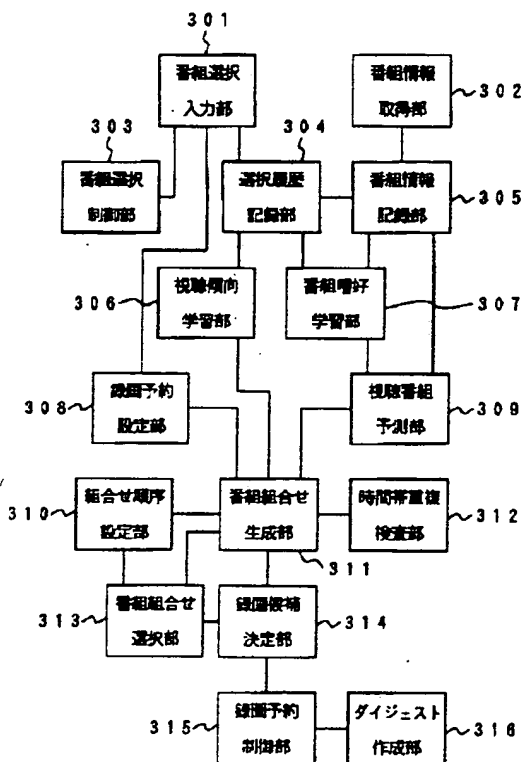 301
番組選択
入力部
番組情報
取得部
302
303
304
番組選択
制御部
選択履歴
記録部
番組情報
記録部
305
306
視聴傾向
学習部
番組嗜好
学習部
307
308
録画予約
設定部
視聴番組
予測部
309
310
組合せ順序
設定部
番組組合せ
生成部
時間帯重複
検査部
312
311
313
番組組合せ
選択部
録画候補
決定部
314
315
録画予約
制御部
ダイジェスト
作成部
316